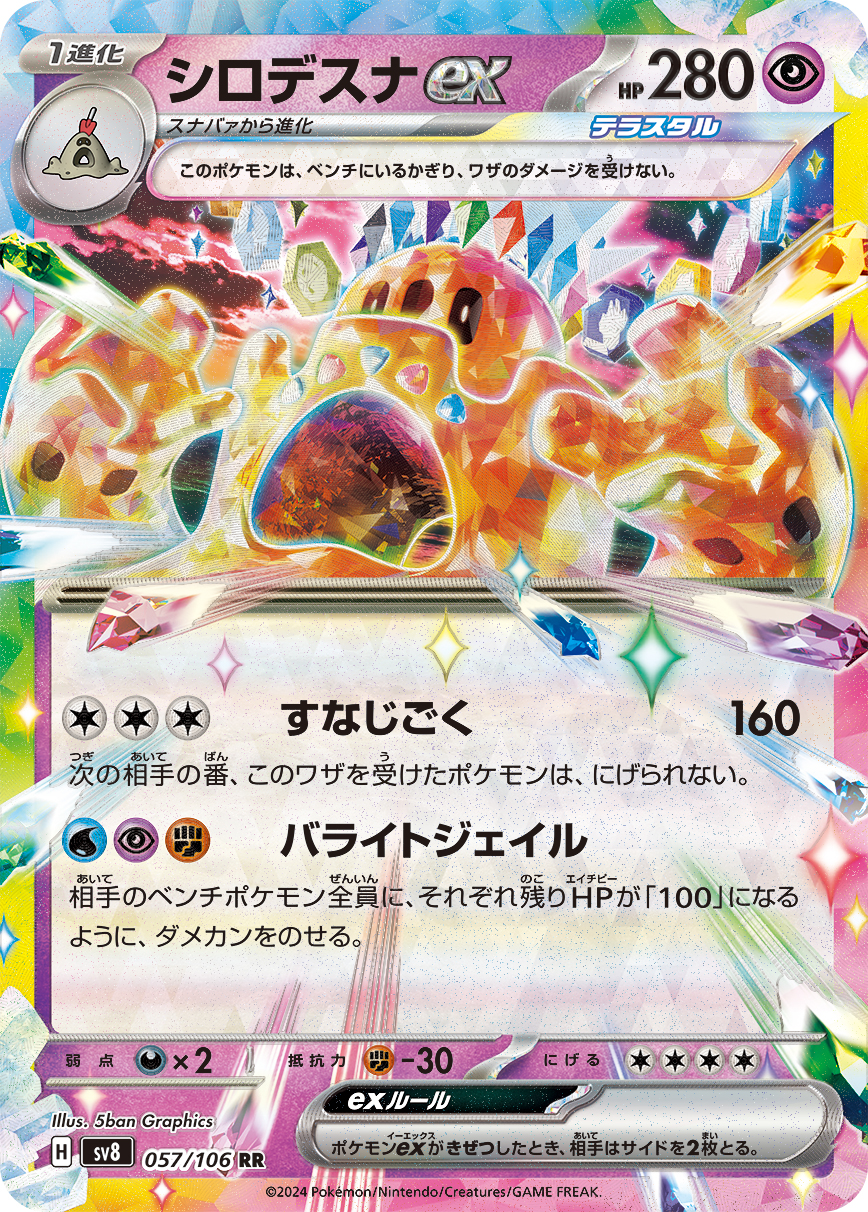 1進化
シロデスナex
HP280
スナバァから進化
テラスタル
このポケモンは、ベンチにいるかぎり、ワザのダメージを受けない。
すなじごく 160
次の相手の番、このワザを受けたポケモンは、にげられない。
バライトジェイル
相手のベンチポケモン全員に、それぞれ残りHPが「100」になる
ように、ダメカンをのせる。
弱点 ×2 抵抗力 -30 にげる
exルール
ポケモンexがきぜつしたとき、相手はサイドを2枚とる。
Illus. 5ban Graphics
H sv8 057/106 RR
©2024 Pokémon/Nintendo/Creatures/GAME FREAK.